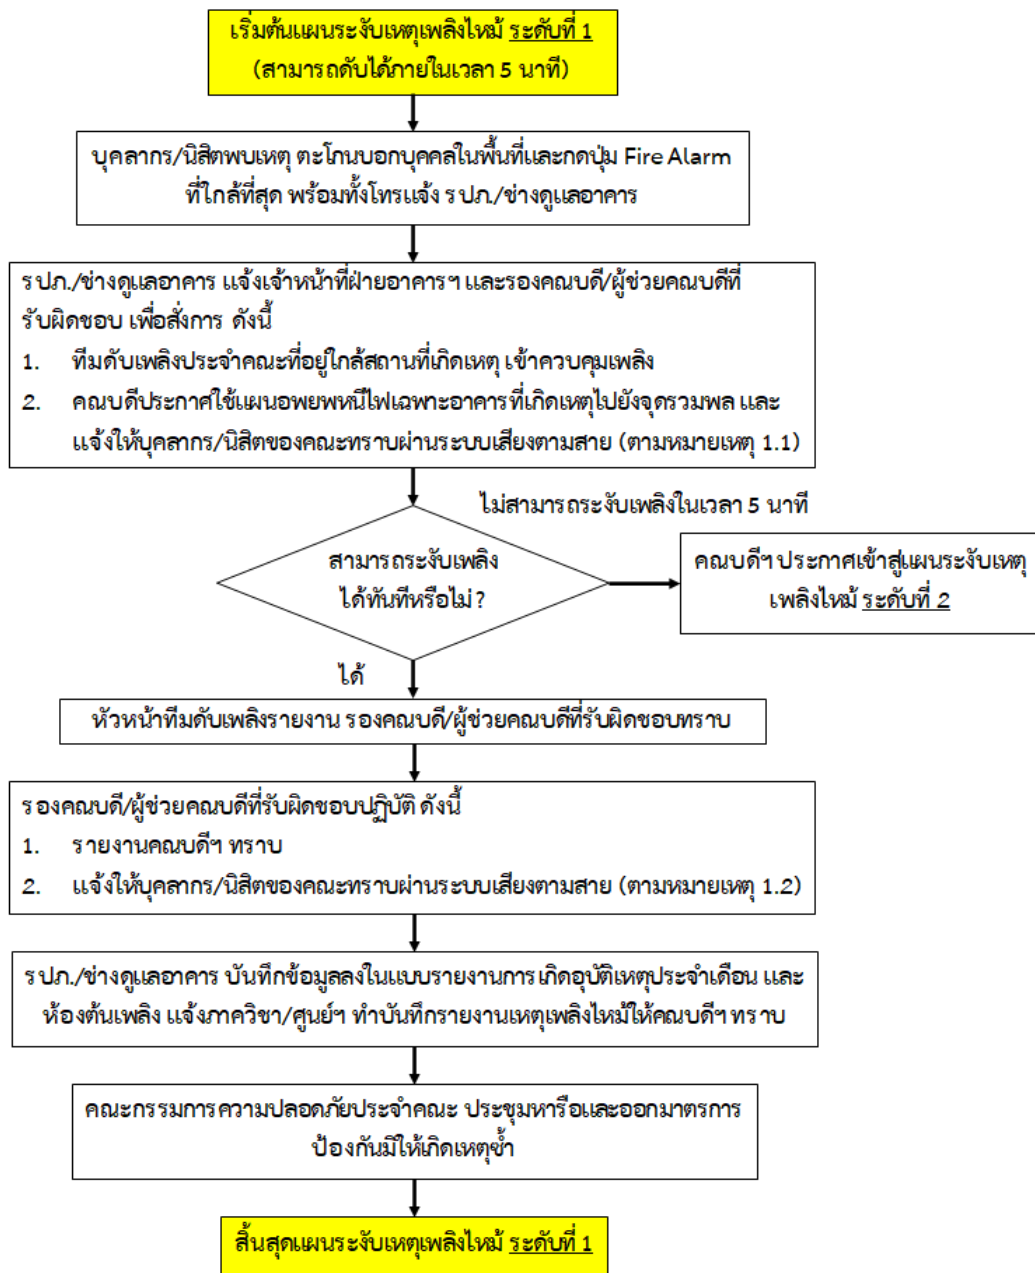 เริ่มต้นแผนระงับเหตุเพลิงไหม้ ระดับที่ 1
(สามารถดับได้ภายในเวลา 5 นาที)
บุคลากร/นิสิตพบเหตุ ตะโกนบอกบุคคลในพื้นที่และกดปุ่ม Fire Alarm
ที่ใกล้ที่สุด พร้อมทั้งโทรแจ้ง รปภ./ช่างดูแลอาคาร
รปภ./ช่างดูแลอาคาร แจ้งเจ้าหน้าที่ฝ่ายอาคารฯ และรองคณบดี/ผู้ช่วยคณบดีที่
รับผิดชอบ เพื่อสั่งการ ดังนี้
1. ทีมดับเพลิงประจำคณะที่อยู่ใกล้สถานที่เกิดเหตุ เข้าควบคุมเพลิง
2. คณบดีประกาศใช้แผนอพยพหนีไฟเฉพาะอาคารที่เกิดเหตุไปยังจุดรวมพล และ
แจ้งให้บุคลากร/นิสิตของคณะทราบผ่านระบบเสียงตามสาย (ตามหมายเหตุ 1.1)
ไม่สามารถระงับเพลิงในเวลา 5 นาที
สามารถระงับเพลิง
ได้ทันทีหรือไม่?
คณบดีฯ ประกาศเข้าสู่แผนระงับเหตุ
เพลิงไหม้ ระดับที่ 2
ได้
หัวหน้าทีมดับเพลิงรายงาน รองคณบดี/ผู้ช่วยคณบดีที่รับผิดชอบทราบ
รองคณบดี/ผู้ช่วยคณบดีที่รับผิดชอบปฏิบัติ ดังนี้
1. รายงานคณบดีฯ ทราบ
2. แจ้งให้บุคลากร/นิสิตของคณะทราบผ่านระบบเสียงตามสาย (ตามหมายเหตุ 1.2)
รปภ./ช่างดูแลอาคาร บันทึกข้อมูลลงในแบบรายงานการเกิดอุบัติเหตุประจำเดือน และ
ห้องต้นเพลิง แจ้งภาควิชา/ศูนย์ฯ ทำบันทึกรายงานเหตุเพลิงไหม้ให้คณบดีฯ ทราบ
คณะกรรมการความปลอดภัยประจำคณะ ประชุมหารือและออกมาตรการ
ป้องกันมิให้เกิดเหตุซ้ำ
สิ้นสุดแผนระงับเหตุเพลิงไหม้ ระดับที่ 1